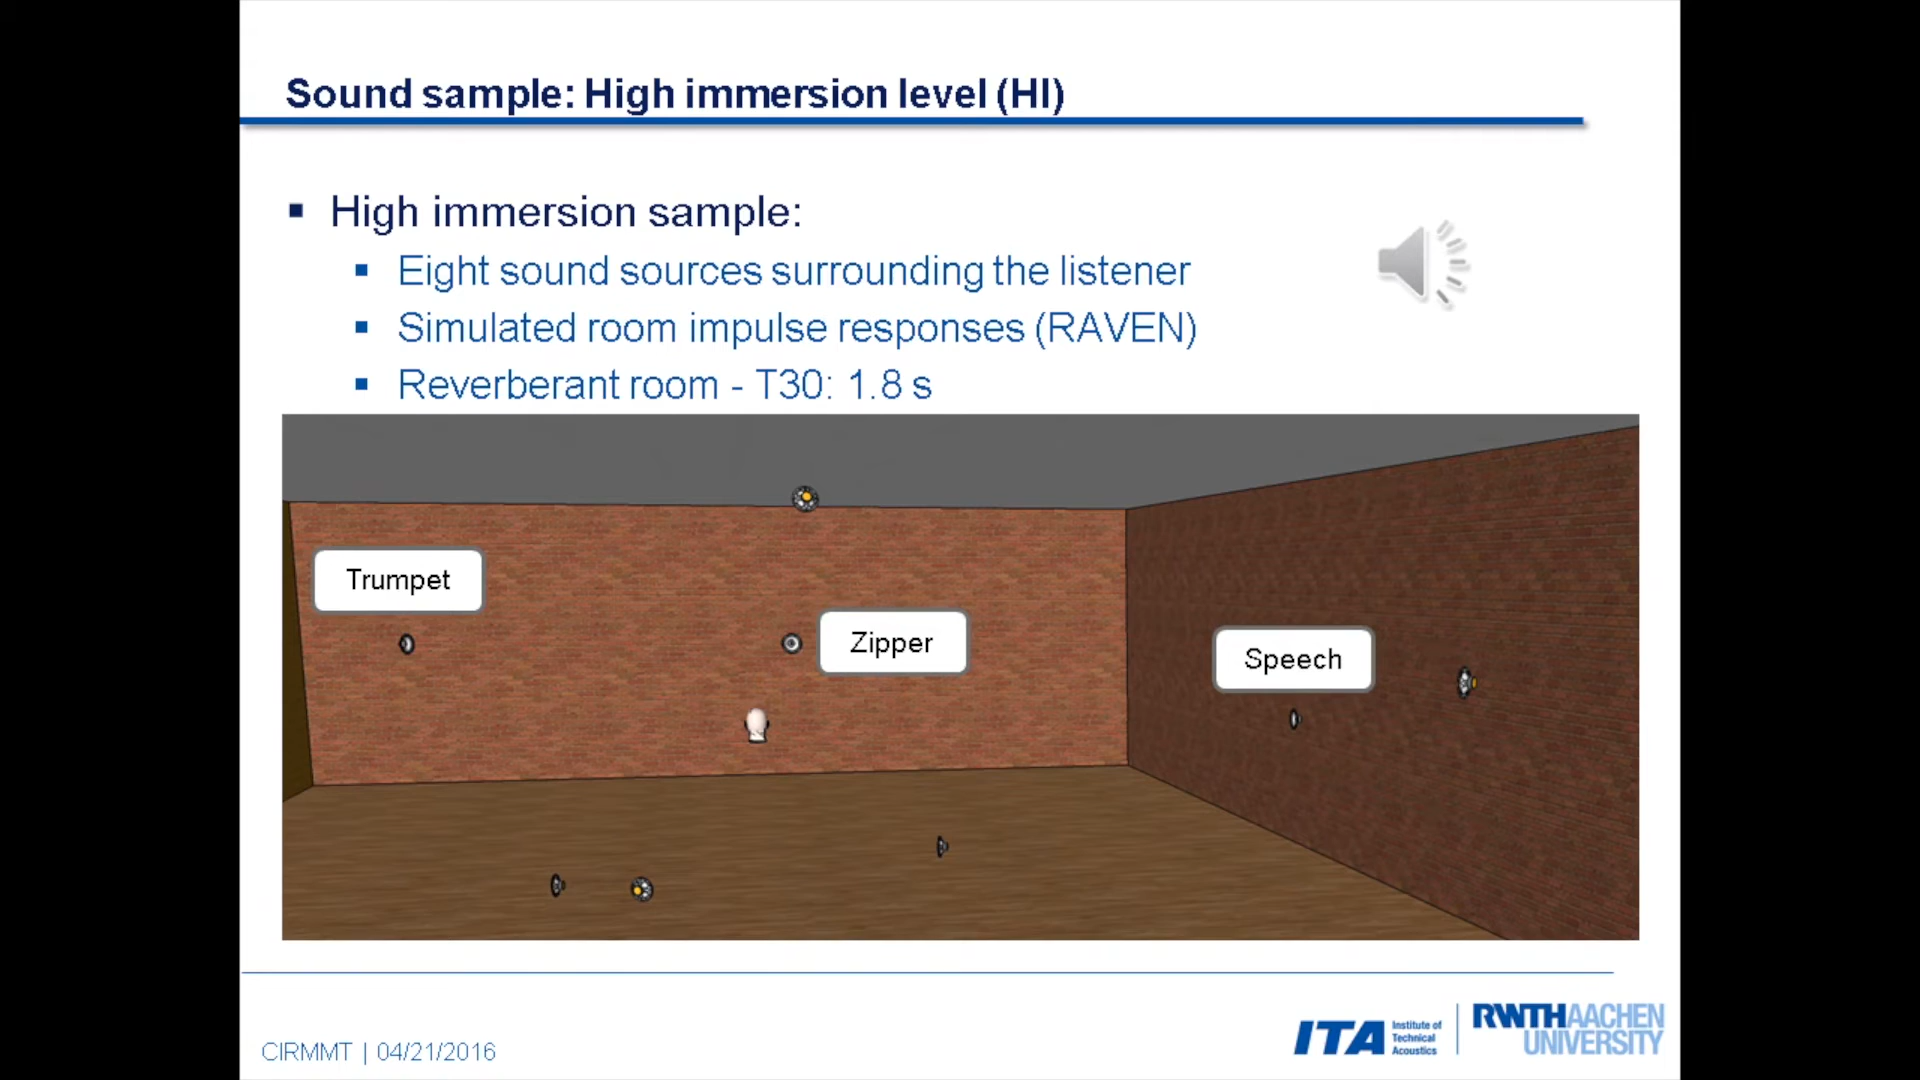 Sound sample: High immersion level (HI)
High immersion sample:
Eight sound sources surrounding the listener
Simulated room impulse responses (RAVEN)
Reverberant room - T30: 1.8 s
Trumpet
Zipper
Speech
CIRMMT | 04/21/2016
ITA
Institute of
Technical
Acoustics
RWTHAACHEN
UNIVERSITY